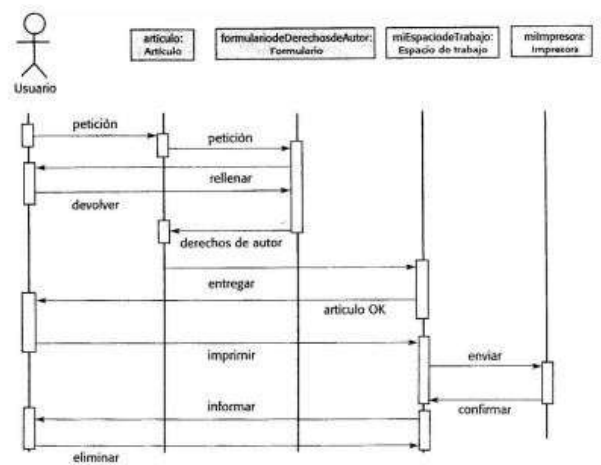 artículo:
Artículo
formulariodeDerechosdeAutor:
Formulario
miEspaciodeTrabajo:
Espacio de trabajo
miImpresora:
Impresora
Usuario
petición
petición
rellenar
devolver
derechos de autor
entregar
artículo OK
imprimir
enviar
informar
confirmar
eliminar